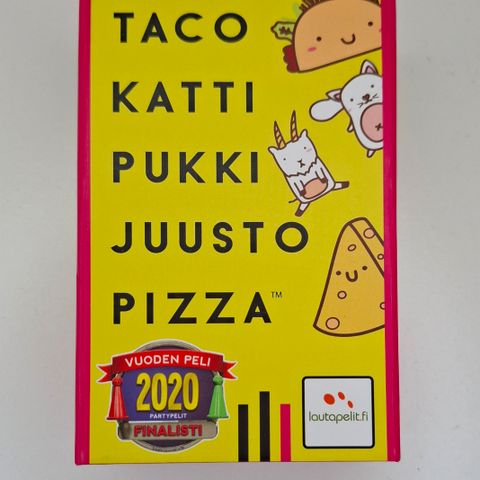 TACO
KATTI
PUKKI
JUUSTO
PIZZA™
VUODEN PELI
2020
PARTYPELIT
FINALISTI
lautapelit.fi